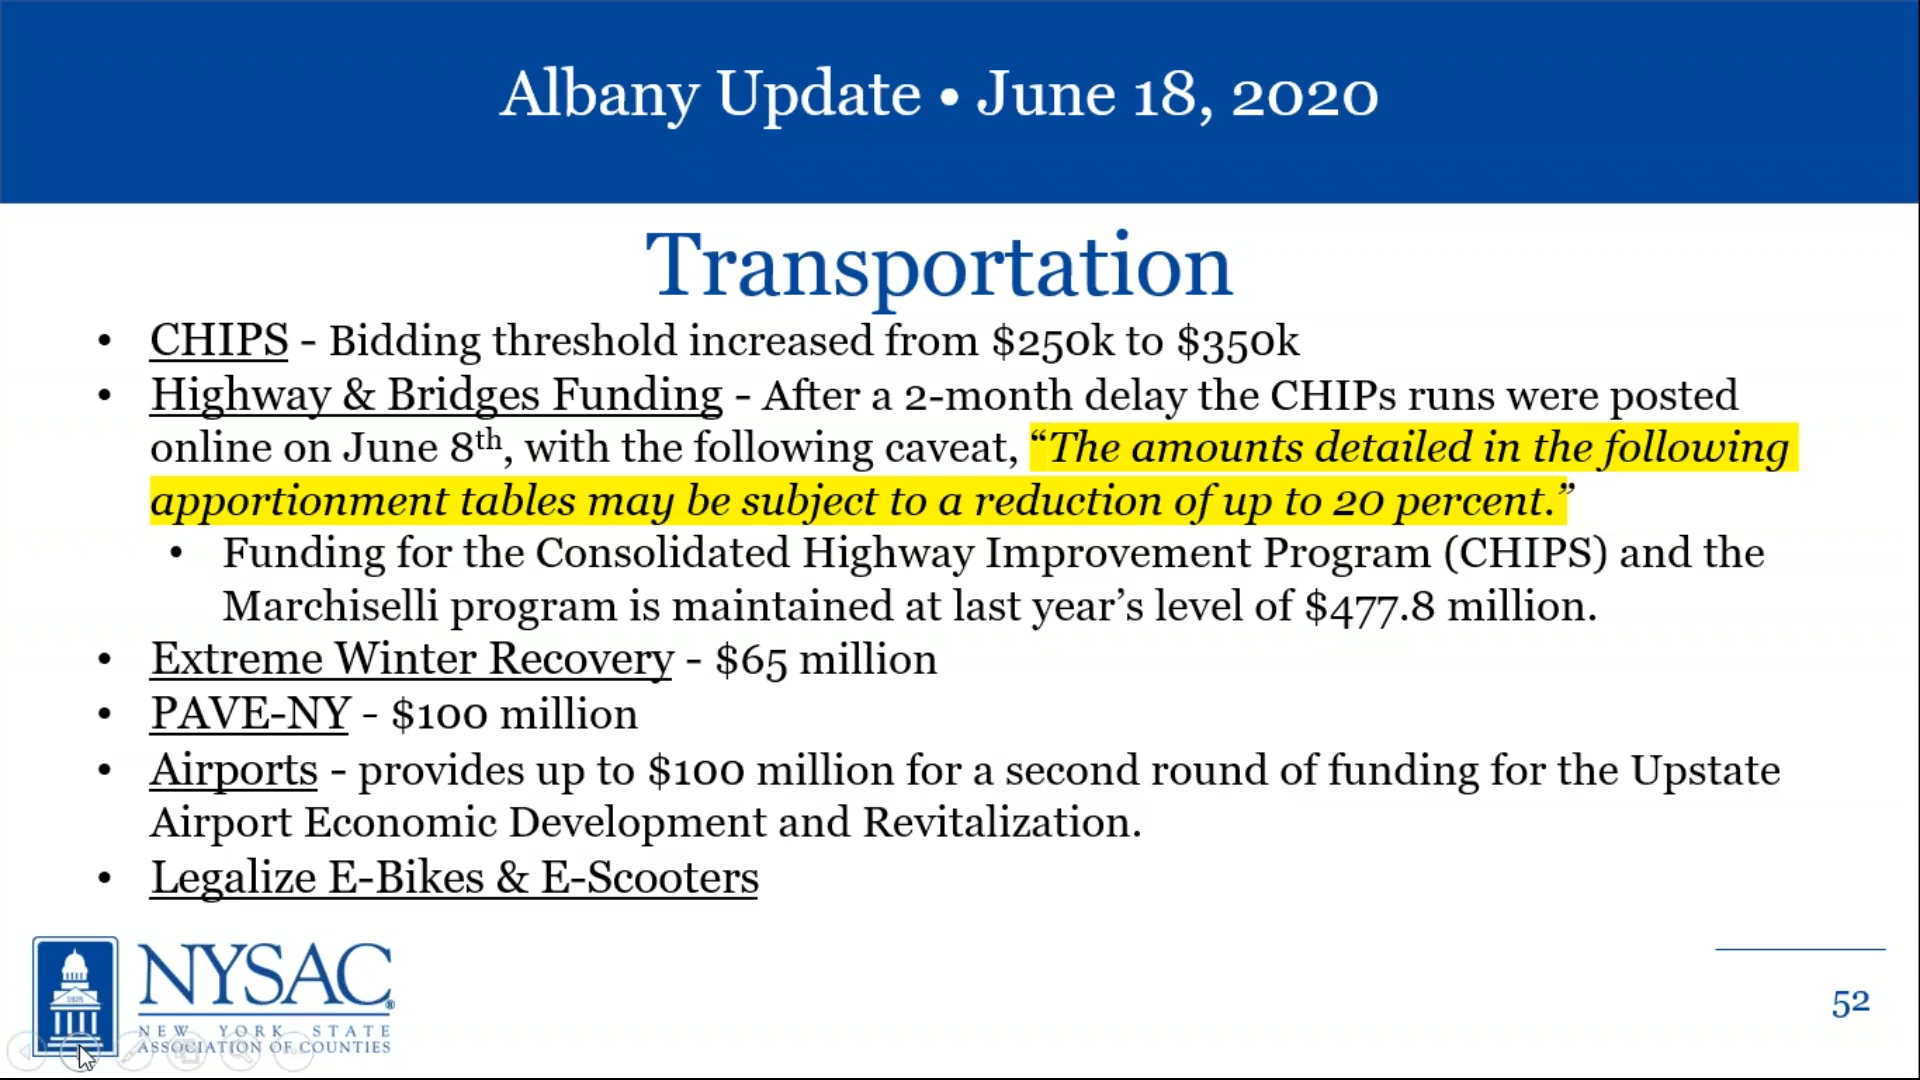 Albany Update • June 18, 2020
Transportation
• CHIPS - Bidding threshold increased from $250k to $350k
• Highway & Bridges Funding - After a 2-month delay the CHIPs runs were posted
online on June 8th, with the following caveat, “The amounts detailed in the following
apportionment tables may be subject to a reduction of up to 20 percent.”
• Funding for the Consolidated Highway Improvement Program (CHIPS) and the
Marchiselli program is maintained at last year’s level of $477.8 million.
• Extreme Winter Recovery - $65 million
• PAVE-NY - $100 million
• Airports - provides up to $100 million for a second round of funding for the Upstate
Airport Economic Development and Revitalization.
• Legalize E-Bikes & E-Scooters
1925
NYSAC®
NEW YORK STATE
ASSOCIATION OF COUNTIES
52